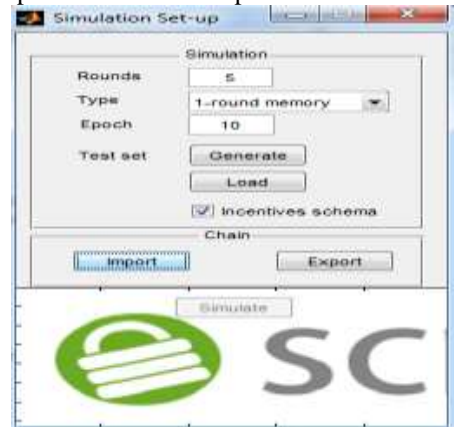 Simulation Set-up
Simulation
Rounds 5
Type 1-round memory
Epoch 10
Test set Generate
Load
Incentives schema
Chain
Import Export
Simulate
SC